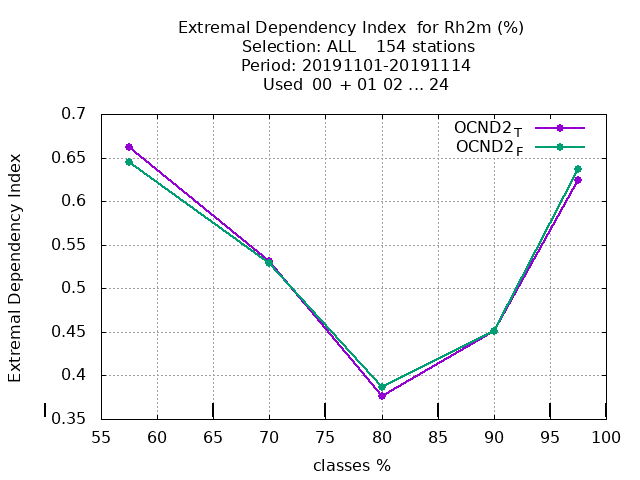 Extremal Dependency Index for Rh2m (%)
Selection: ALL 154 stations
Period: 20191101-20191114
Used 00 + 01 02 ... 24
OCND2_T
OCND2_F
0.7
0.65
0.6
0.55
0.5
0.45
0.4
0.35
Extremal Dependency Index
55 60 65 70 75 80 85 90 95 100
classes %